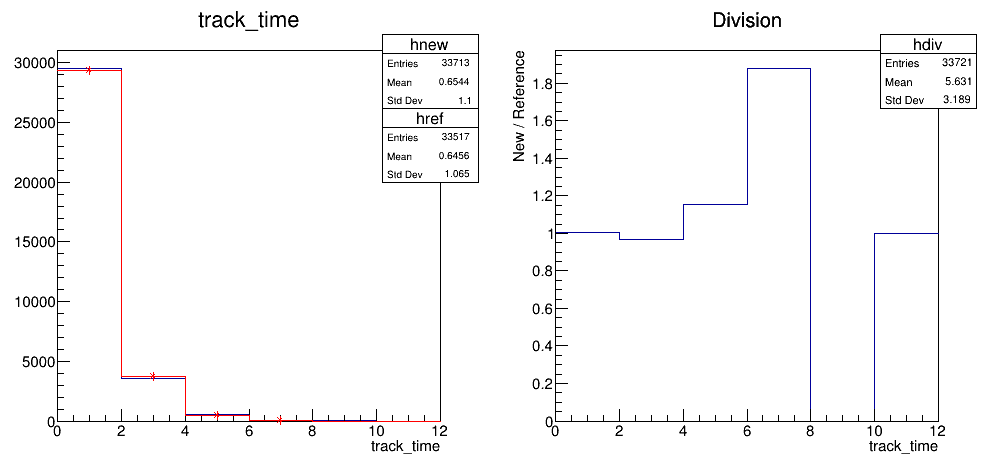 track_time
hnew
Entries 33713
Mean 0.6544
Std Dev 1.1
href
Entries 33517
Mean 0.6456
Std Dev 1.065
30000
25000
20000
15000
10000
5000
0
0 2 4 6 8 10 12
track_time
Division
hdiv
Entries 33721
Mean 5.631
Std Dev 3.189
New / Reference
1.8
1.6
1.4
1.2
1
0.8
0.6
0.4
0.2
0
0 2 4 6 8 10 12
track_time